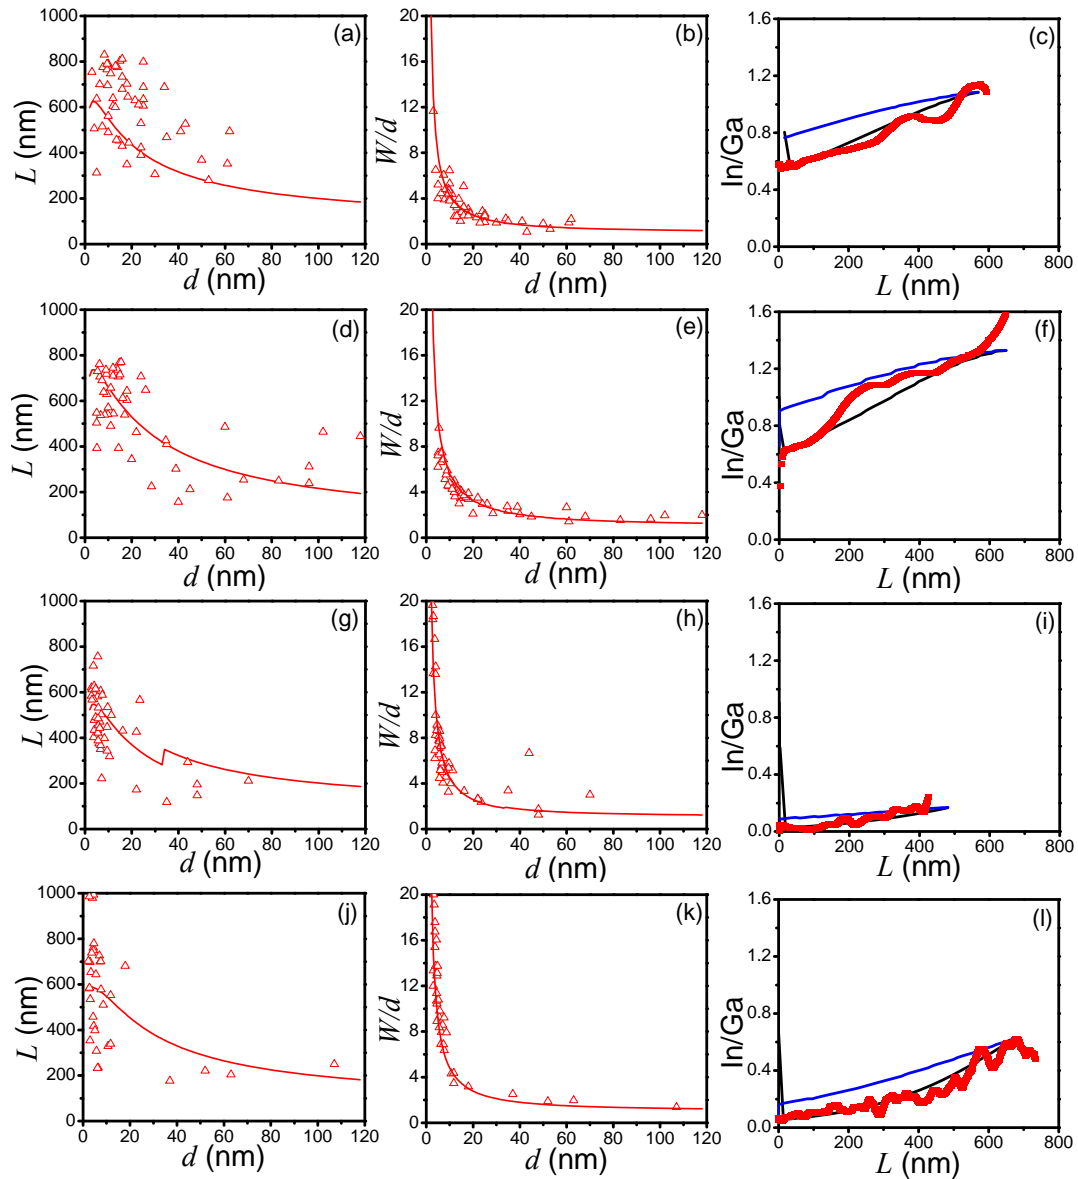 1000
800
600
400
200
0
0 20 40 60 80 100 120
L (nm)
d (nm)
(a)
20
16
12
8
4
0
0 20 40 60 80 100 120
W/d
d (nm)
(b)
1.6
1.2
0.8
0.4
0.0
0 200 400 600 800
In/Ga
L (nm)
(c)
1000
800
600
400
200
0
0 20 40 60 80 100 120
L (nm)
d (nm)
(d)
20
16
12
8
4
0
0 20 40 60 80 100 120
W/d
d (nm)
(e)
1.6
1.2
0.8
0.4
0.0
0 200 400 600 800
In/Ga
L (nm)
(f)
1000
800
600
400
200
0
0 20 40 60 80 100 120
L (nm)
d (nm)
(g)
20
16
12
8
4
0
0 20 40 60 80 100 120
W/d
d (nm)
(h)
1.6
1.2
0.8
0.4
0.0
0 200 400 600 800
In/Ga
L (nm)
(i)
1000
800
600
400
200
0
0 20 40 60 80 100 120
L (nm)
d (nm)
(j)
20
16
12
8
4
0
0 20 40 60 80 100 120
W/d
d (nm)
(k)
1.6
1.2
0.8
0.4
0.0
0 200 400 600 800
In/Ga
L (nm)
(l)